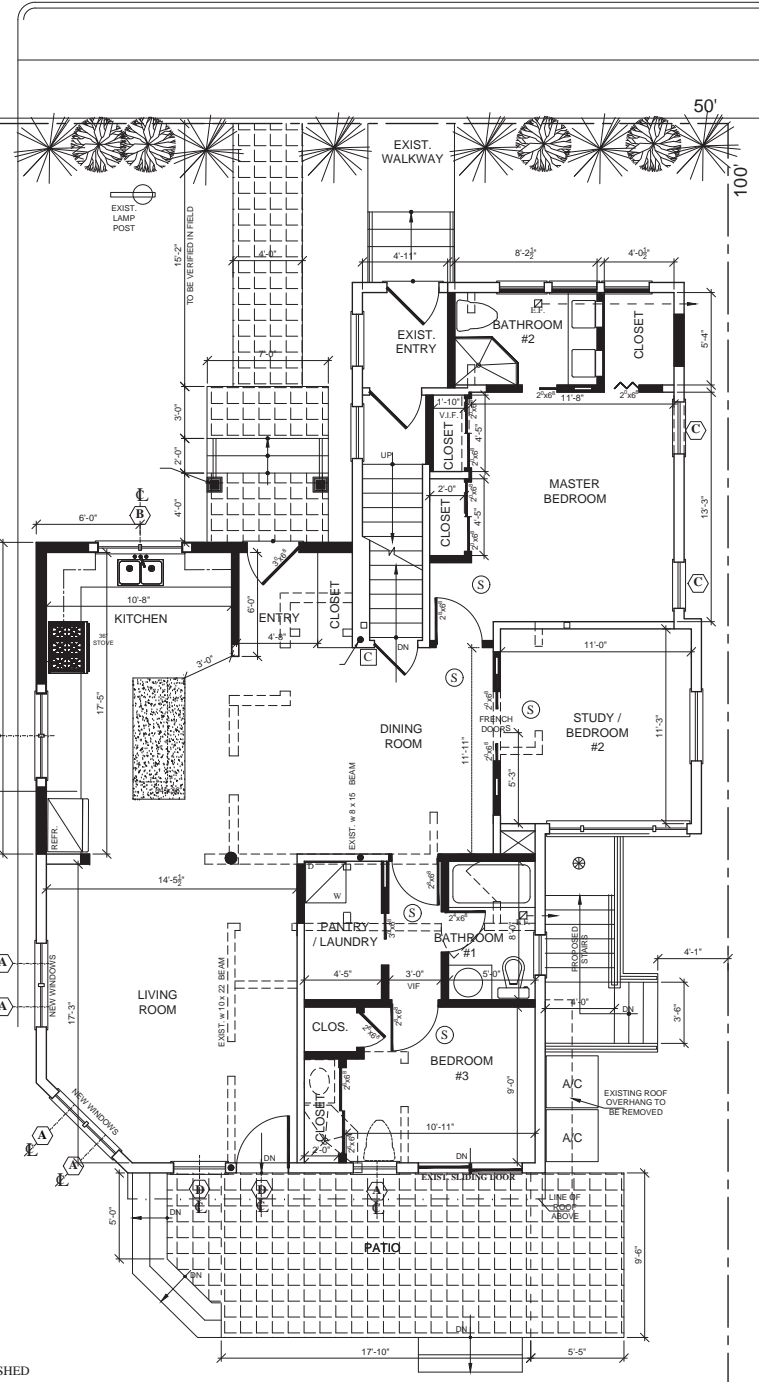 50'
100'
EXIST.
WALKWAY
EXIST.
LAMP
POST
15'-2"
TO BE VERIFIED IN FIELD
4'-0"
4'-11"
8'-2½"
4'-0½"
E.F.
BATHROOM
#2
EXIST.
ENTRY
CLOSET
5'-4"
7'-0"
3'-0"
2'-0"
4'-0"
1'-10"
V.I.F.
11'-8"
2⁶x6⁸
2⁰x6⁸
4'-5"
CLOSET
C
UP
MASTER
BEDROOM
13'-3"
2'-0"
CLOSET
4'-5"
C
6'-0"
B
S
10'-8"
KITCHEN
36"
STOVE
3⁰x6⁸
6'-0"
ENTRY
4'-8"
CLOSET
DN
C
2⁸x6⁸
3'-0"
17'-5"
11'-0"
S
S
FRENCH
DOORS
STUDY /
BEDROOM
#2
11'-3"
DINING
ROOM
11'-11"
5'-3"
EXIST. w 8 x 15 BEAM
REFR.
14'-5½"
D
W
PANTRY
/ LAUNDRY
S
2⁸x6⁸
2⁴x6⁸
BATHROOM
#1
8'-0"
4'-5"
3'-0"
VIF
5'-0"
PROPOSED
STAIRS
4'-1"
4'-0"
DN
3'-6"
A
A
NEW WINDOWS
17'-3"
LIVING
ROOM
EXIST. w 10 x 22 BEAM
CLOS.
2⁶x6⁸
S
BEDROOM
#3
9'-0"
A/C
A/C
EXISTING ROOF
OVERHANG TO
BE REMOVED
NEW WINDOWS
A
A
CLOSET
2'-0"
10'-11"
DN
DN
EXIST. SLIDING DOOR
D
D
A
LINE OF
ROOF
ABOVE
5'-0"
DN
DN
PATIO
9'-6"
DN
17'-10"
5'-5"
SHED